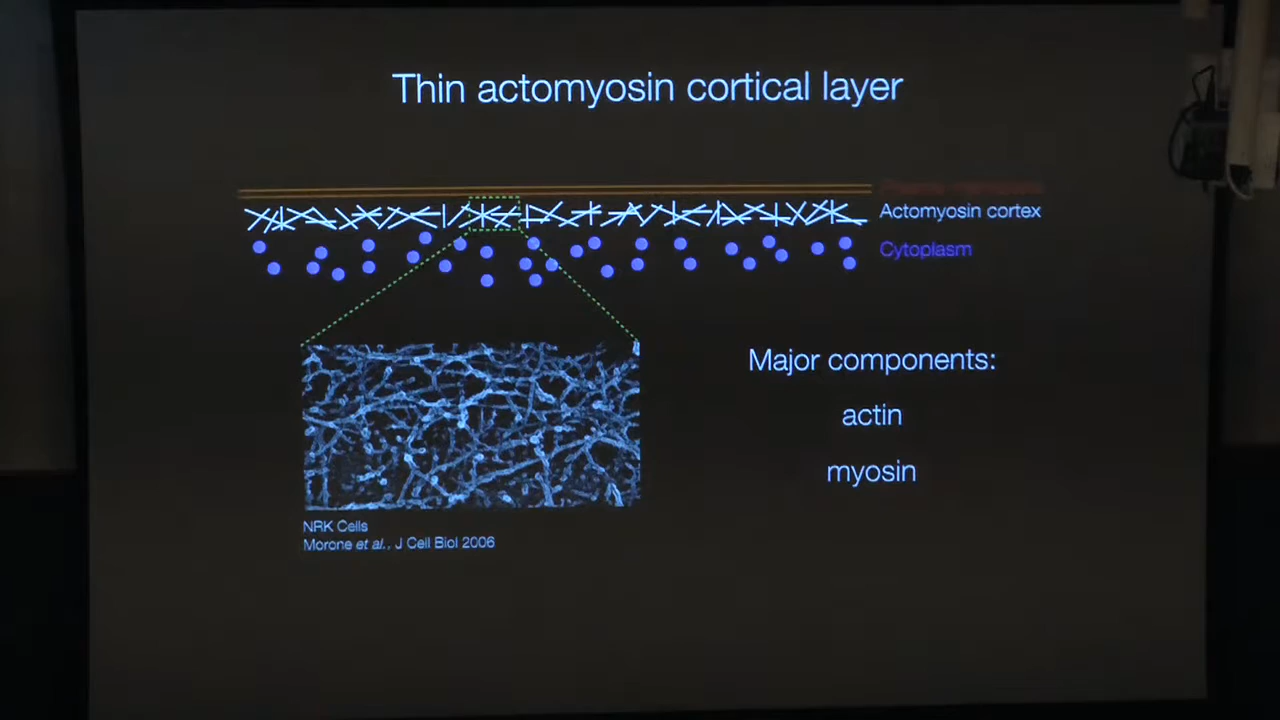 Thin actomyosin cortical layer
Actomyosin cortex
Cytoplasm
Major components:
actin
myosin
NRK Cells
Morone et al., J Cell Biol 2006